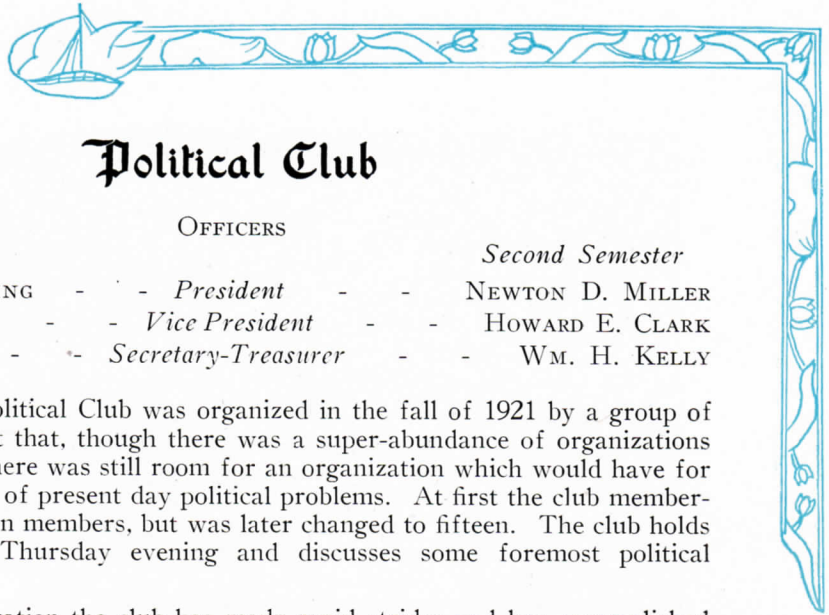 Political Club
OFFICERS
Second Semester
NG - - President - - NEWTON D. MILLER
- - Vice President - - HOWARD E. CLARK
- - Secretary-Treasurer - - WM. H. KELLY
olitical Club was organized in the fall of 1921 by a group of
t that, though there was a super-abundance of organizations
here was still room for an organization which would have for
of present day political problems. At first the club member-
n members, but was later changed to fifteen. The club holds
Thursday evening and discusses some foremost political